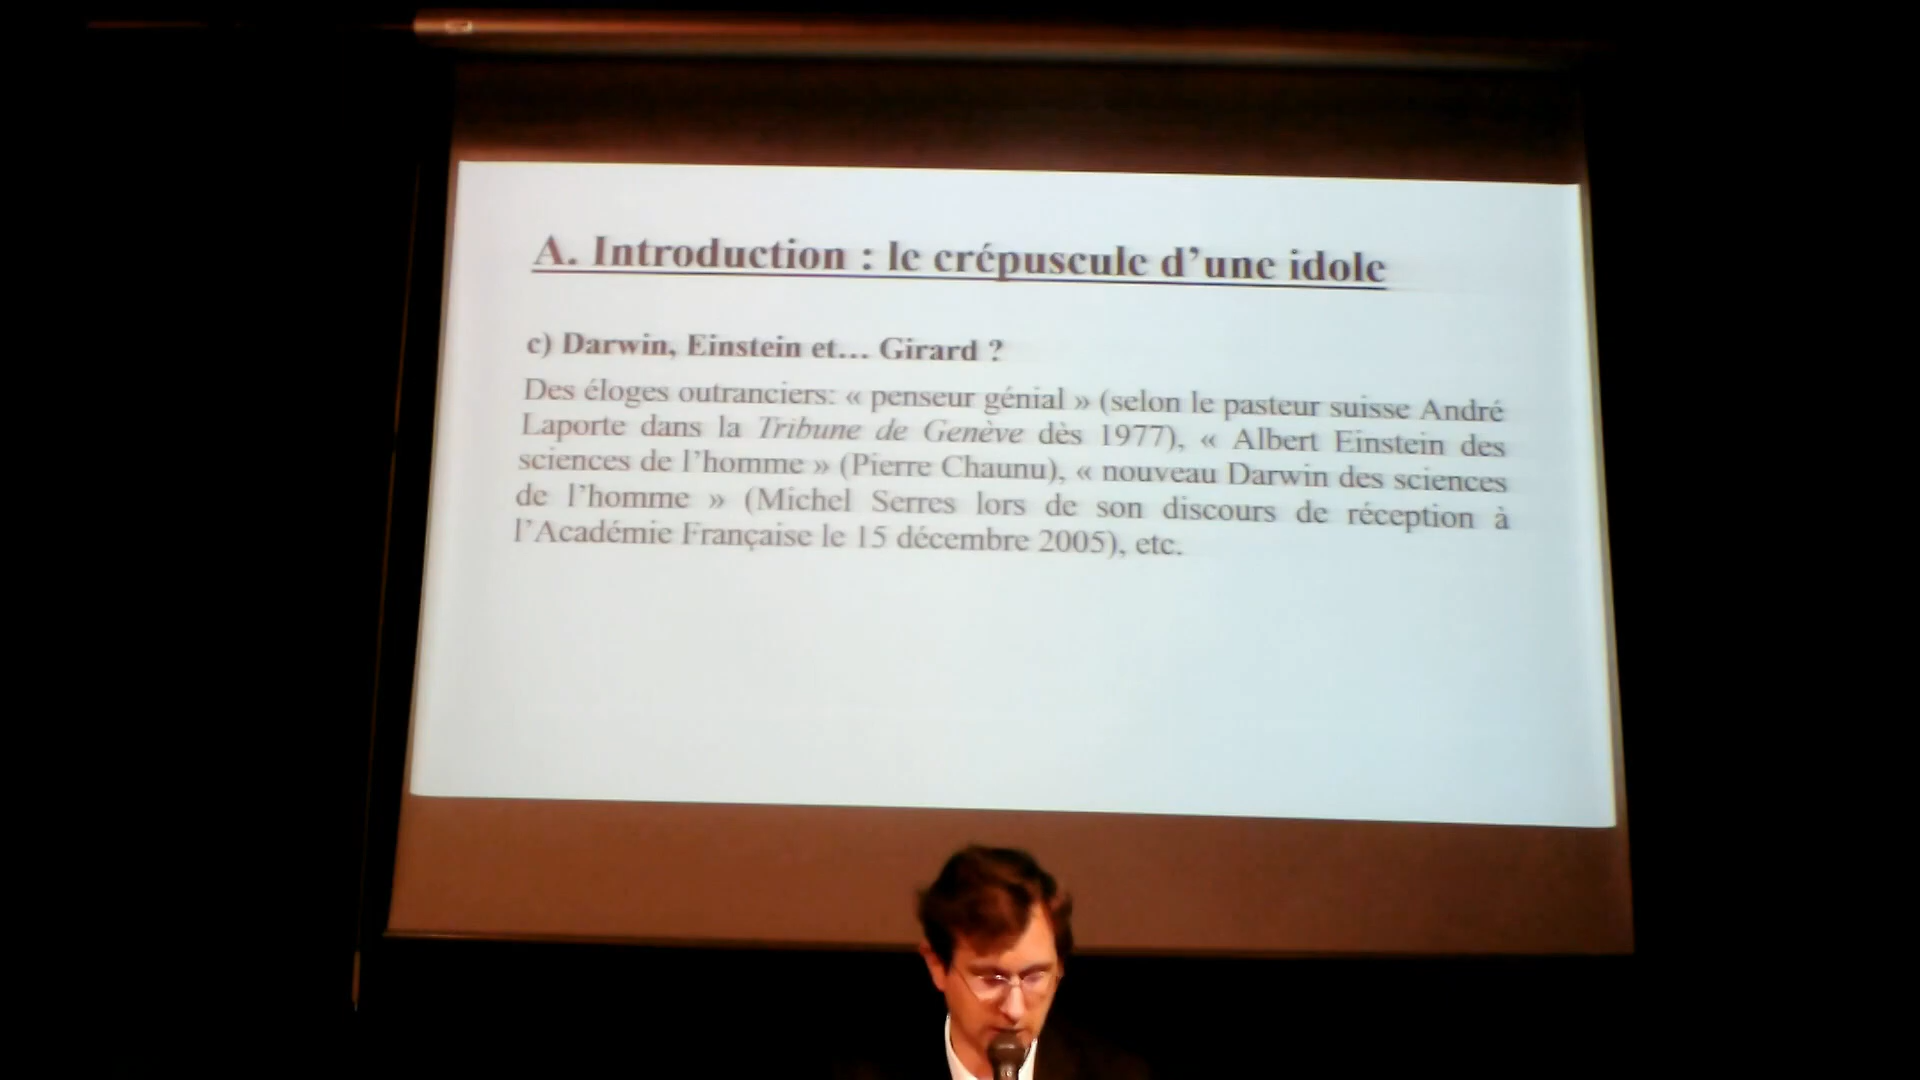 A. Introduction : le crépuscule d’une idole
c) Darwin, Einstein et… Girard ?
Des éloges outranciers: « penseur génial » (selon le pasteur suisse André
Laporte dans la Tribune de Genève dès 1977), « Albert Einstein des
sciences de l’homme » (Pierre Chaunu), « nouveau Darwin des sciences
de l’homme » (Michel Serres lors de son discours de réception à
l’Académie Française le 15 décembre 2005), etc.